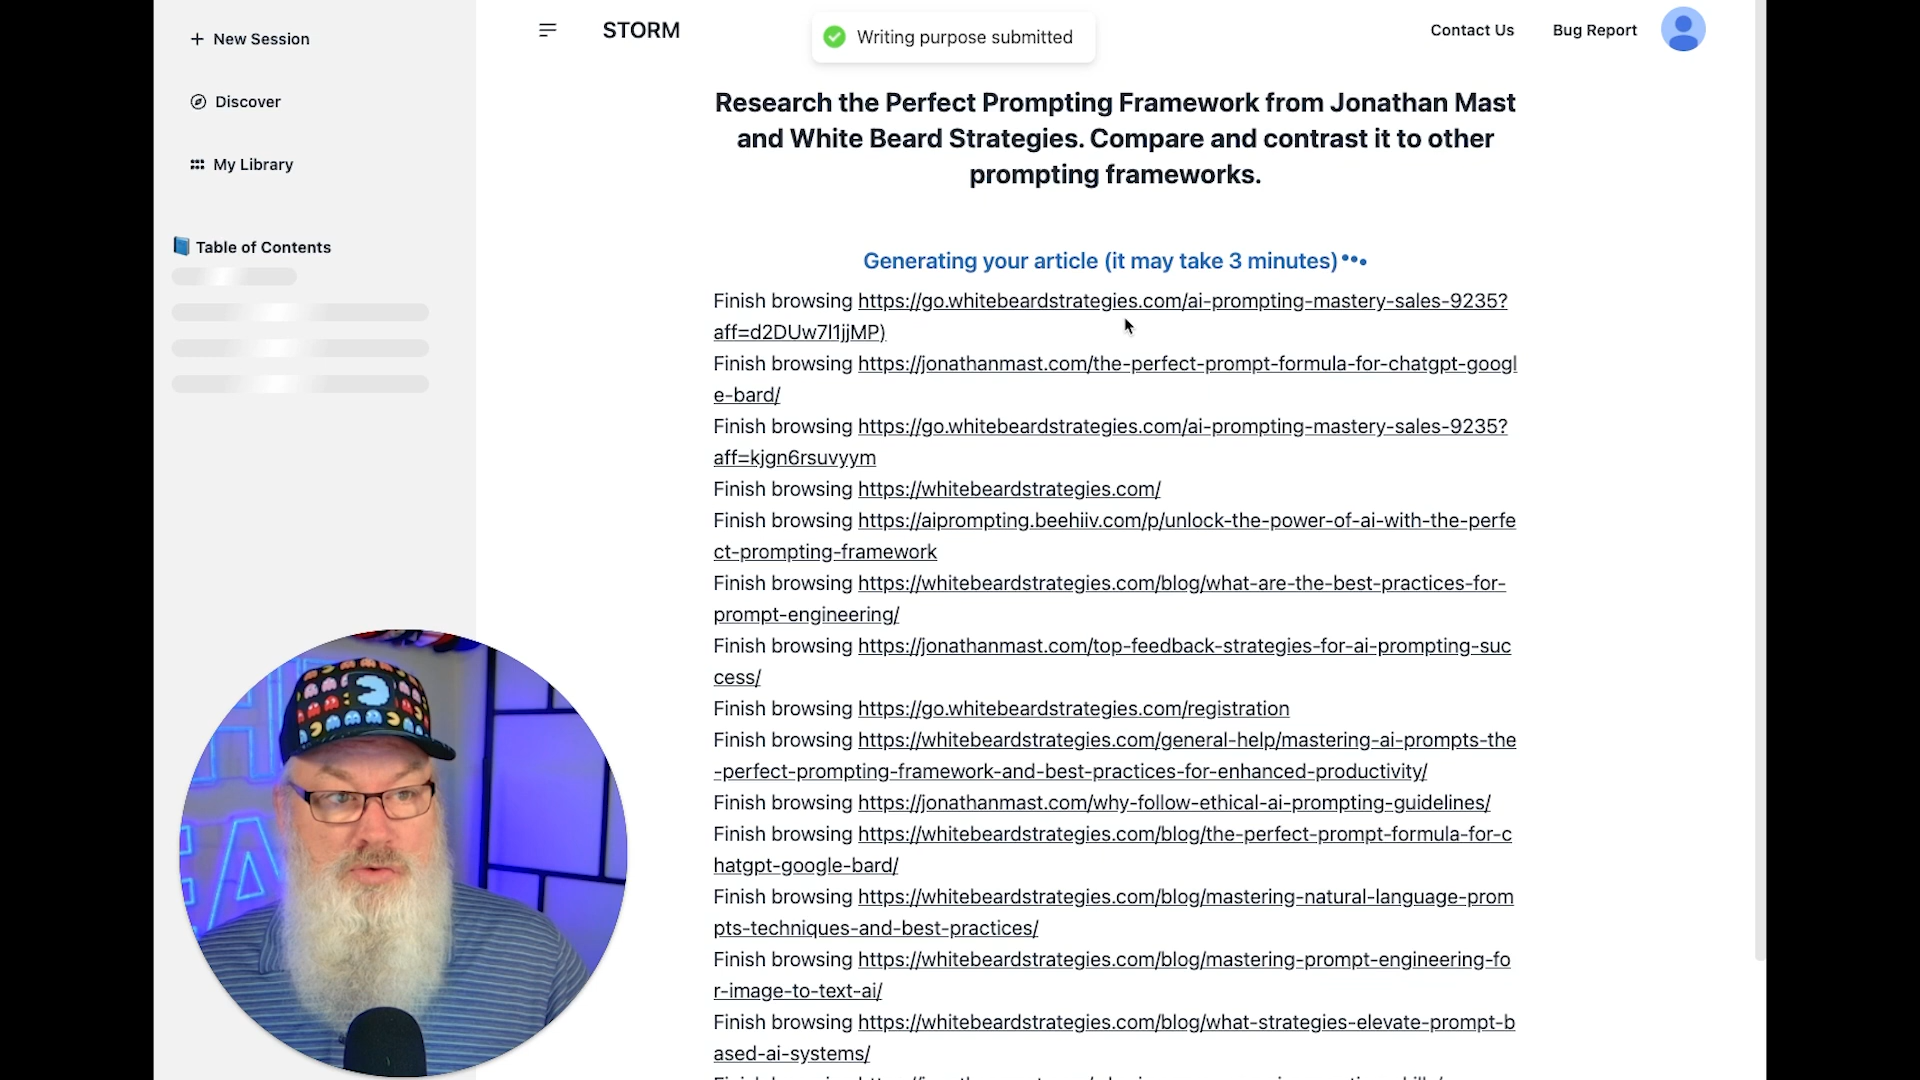 New Session
Discover
My Library
Table of Contents
STORM
Writing purpose submitted
Contact Us
Bug Report
Research the Perfect Prompting Framework from Jonathan Mast
and White Beard Strategies. Compare and contrast it to other
prompting frameworks.
Generating your article (it may take 3 minutes)
Finish browsing https://go.whitebeardstrategies.com/ai-prompting-mastery-sales-9235?
aff=d2DUw7l1jjMP)
Finish browsing https://jonathanmast.com/the-perfect-prompt-formula-for-chatgpt-googl
e-bard/
Finish browsing https://go.whitebeardstrategies.com/ai-prompting-mastery-sales-9235?
aff=kjgn6rsuvyym
Finish browsing https://whitebeardstrategies.com/
Finish browsing https://aiprompting.beehiiv.com/p/unlock-the-power-of-ai-with-the-perfe
ct-prompting-framework
Finish browsing https://whitebeardstrategies.com/blog/what-are-the-best-practices-for-
prompt-engineering/
Finish browsing https://jonathanmast.com/top-feedback-strategies-for-ai-prompting-suc
cess/
Finish browsing https://go.whitebeardstrategies.com/registration
Finish browsing https://whitebeardstrategies.com/general-help/mastering-ai-prompts-the
-perfect-prompting-framework-and-best-practices-for-enhanced-productivity/
Finish browsing https://jonathanmast.com/why-follow-ethical-ai-prompting-guidelines/
Finish browsing https://whitebeardstrategies.com/blog/the-perfect-prompt-formula-for-c
hatgpt-google-bard/
Finish browsing https://whitebeardstrategies.com/blog/mastering-natural-language-prom
pts-techniques-and-best-practices/
Finish browsing https://whitebeardstrategies.com/blog/mastering-prompt-engineering-fo
r-image-to-text-ai/
Finish browsing https://whitebeardstrategies.com/blog/what-strategies-elevate-prompt-b
ased-ai-systems/